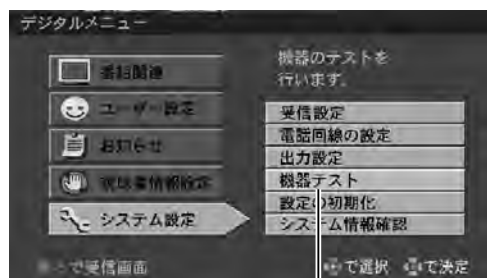 デジタルメニュー
番組関連
ユーザー設定
お知らせ
視聴者情報設定
システム設定
機器のテストを
行います。
受信設定
電話回線の設定
出力設定
機器テスト
設定の初期化
システム情報確認
で受信画面
で選択 で決定